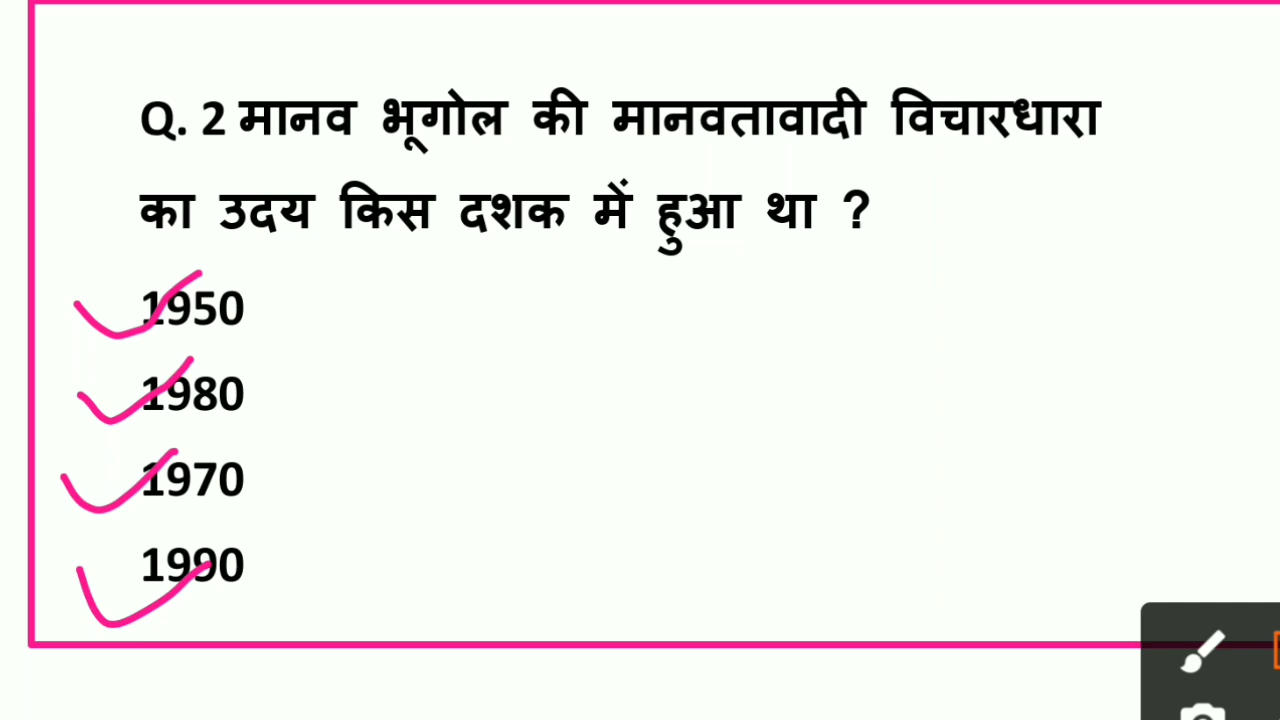 Q. 2 मानव भूगोल की मानवतावादी विचारधारा
का उदय किस दशक में हुआ था ?
1950
1980
1970
1990